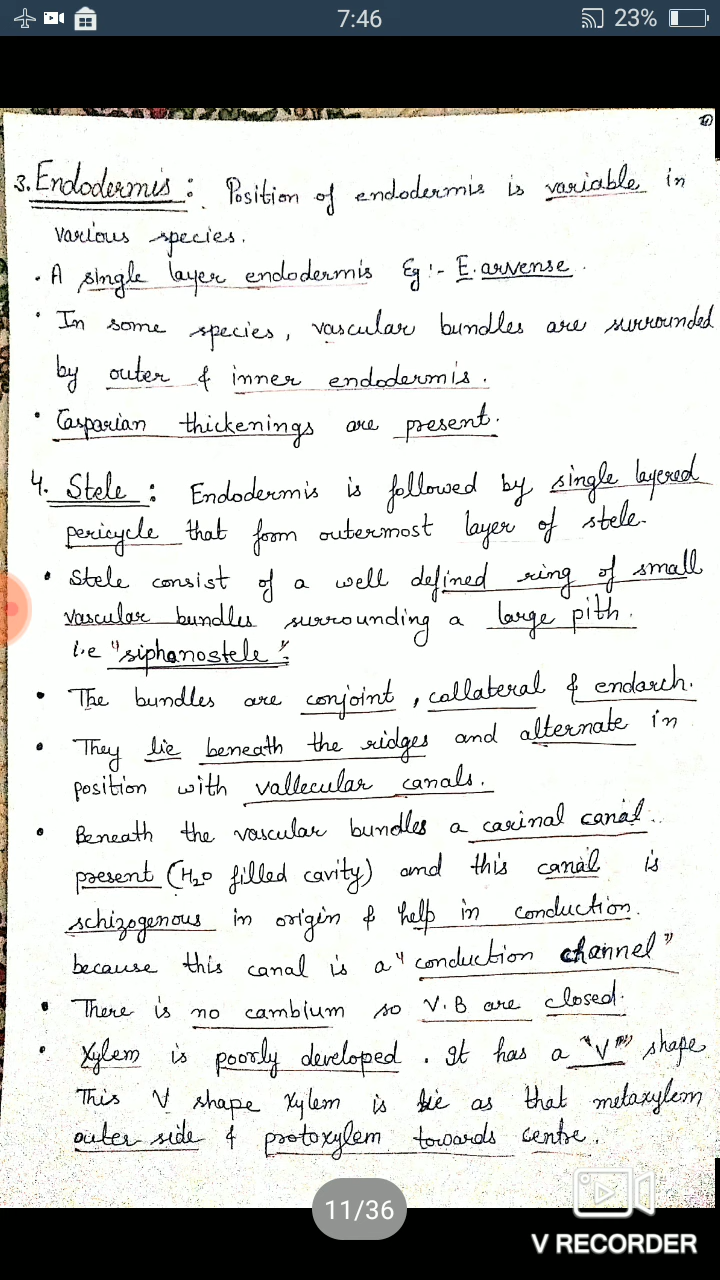 7:46
23%
3. Endodermis : Position of endodermis is variable in
various species.
. A single layer endodermis Eg :- E. arvense .
• In some species, vascular bundles are surrounded
by outer & inner endodermis .
• Casparian thickenings are present.
4. Stele : Endodermis is followed by single layered
pericycle that form outermost layer of stele.
• Stele consist of a well defined ring of small
vascular bundles surrounding a large pith .
i.e "siphanostele".
• The bundles are conjoint , collateral & endarch.
• They lie beneath the ridges and alternate in
position with vallecular canals.
• Beneath the vascular bundles a carinal canal.
present (H2O filled cavity) and this canal is
schizogenous in origin & help in conduction.
because this canal is a "conduction channel"
• There is no cambium so V.B are closed.
• Xylem is poorly developed . It has a "V" shape
This V shape Xylem is lie as that metaxylem
outer side & protoxylem towards centre .
11/36
V RECORDER